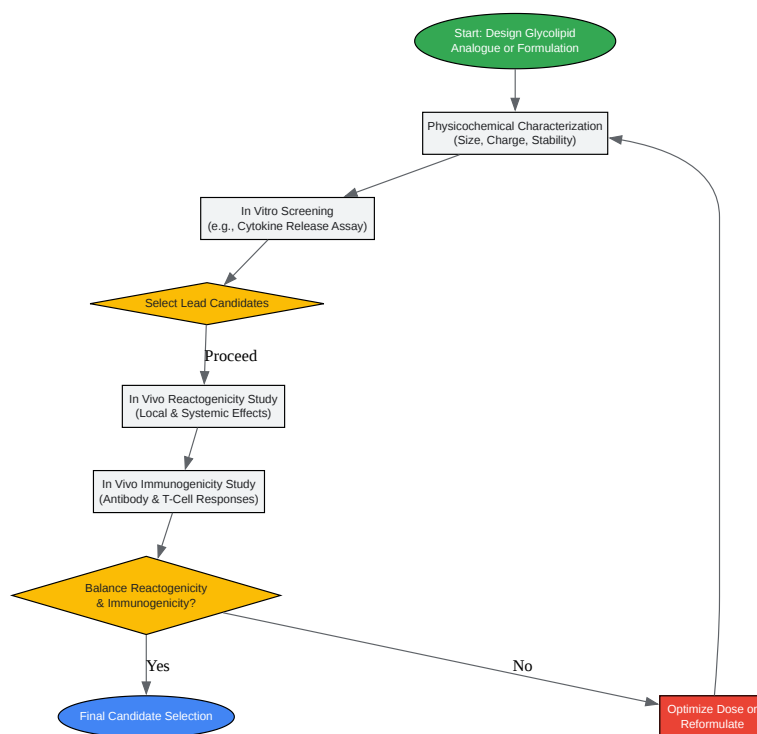 Start: Design Glycolipid
Analogue or Formulation
Physicochemical Characterization
(Size, Charge, Stability)
In Vitro Screening
(e.g., Cytokine Release Assay)
Select Lead Candidates
Proceed
In Vivo Reactogenicity Study
(Local & Systemic Effects)
In Vivo Immunogenicity Study
(Antibody & T-Cell Responses)
Balance Reactogenicity
& Immunogenicity?
Yes
No
Final Candidate Selection
Optimize Dose or
Reformulate